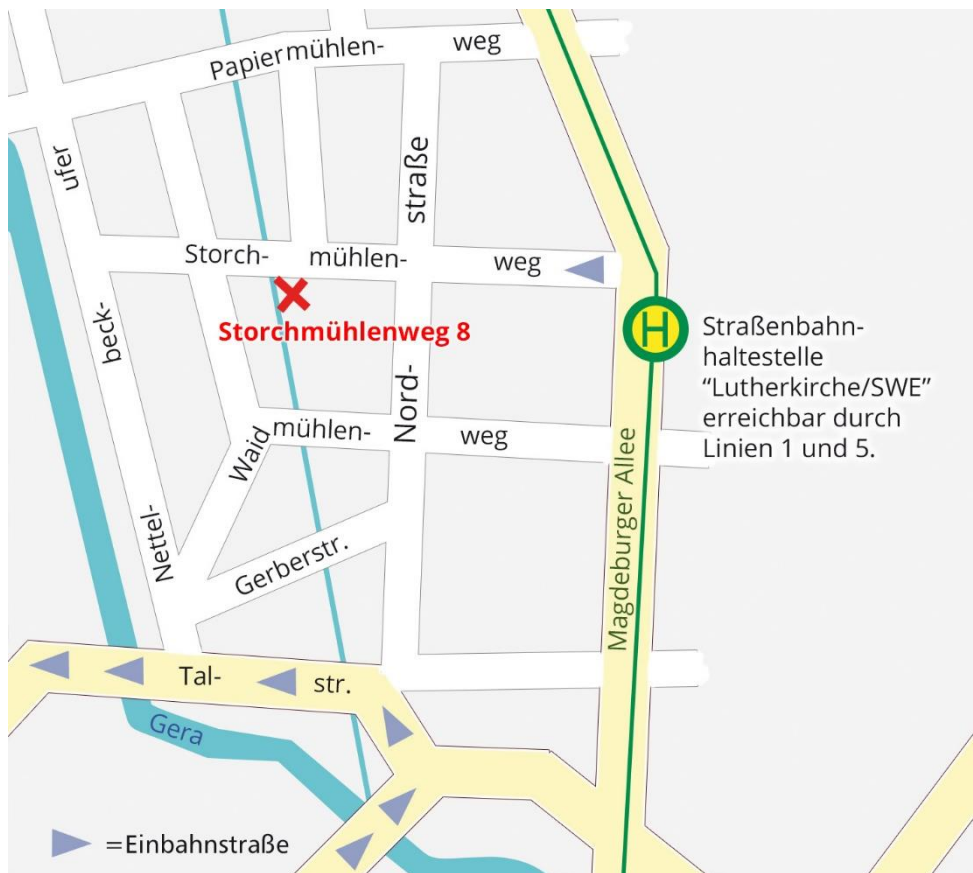 Papiermühlen-
weg
ufer
straße
Storch-
mühlen-
weg
Storchmühlenweg 8
H
Straßenbahn-
haltestelle
“Lutherkirche/SWE”
erreichbar durch
Linien 1 und 5.
beck-
Nord-
Waid
mühlen-
weg
Nettel-
Gerberstr.
Magdeburger Allee
Tal-
str.
Gera
=Einbahnstraße